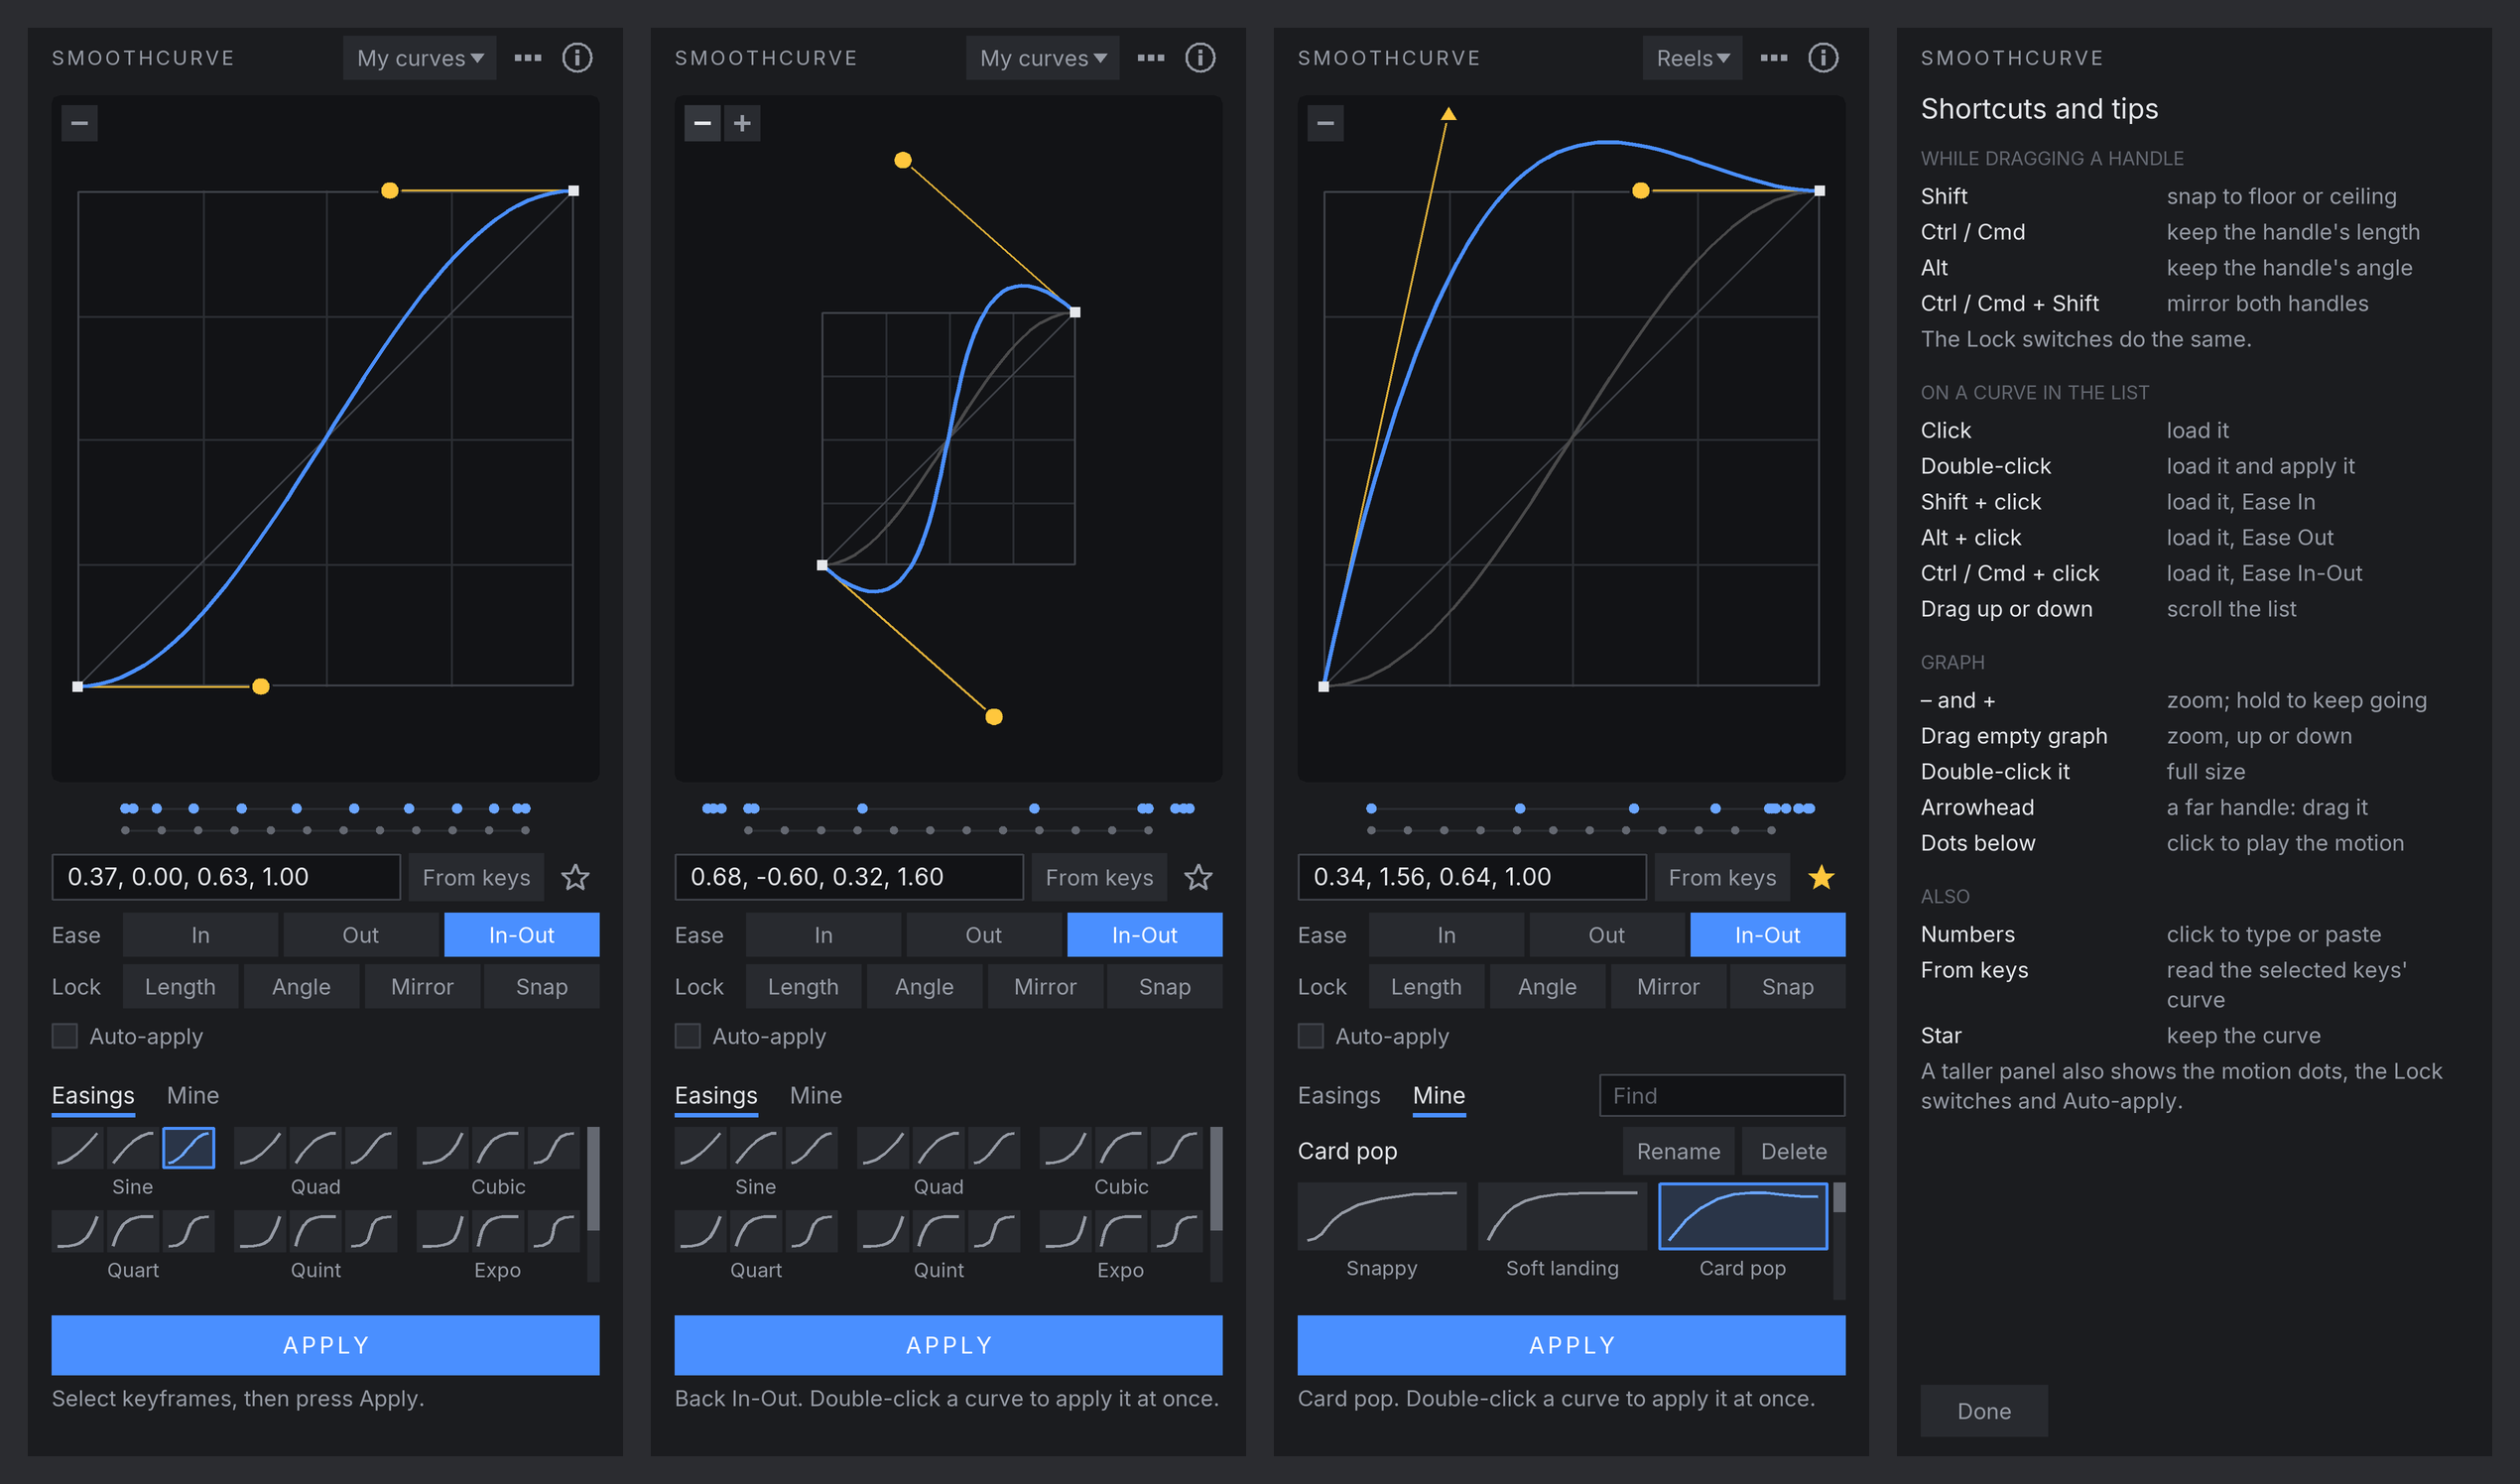 SMOOTHCURVE
My curves
0.37, 0.00, 0.63, 1.00
From keys
Ease
In
Out
In-Out
Lock
Length
Angle
Mirror
Snap
Auto-apply
Easings
Mine
Sine
Quad
Cubic
Quart
Quint
Expo
APPLY
Select keyframes, then press Apply.
SMOOTHCURVE
My curves
0.68, -0.60, 0.32, 1.60
From keys
Ease
In
Out
In-Out
Lock
Length
Angle
Mirror
Snap
Auto-apply
Easings
Mine
Sine
Quad
Cubic
Quart
Quint
Expo
APPLY
Back In-Out. Double-click a curve to apply it at once.
SMOOTHCURVE
Reels
0.34, 1.56, 0.64, 1.00
From keys
Ease
In
Out
In-Out
Lock
Length
Angle
Mirror
Snap
Auto-apply
Easings
Mine
Find
Card pop
Rename
Delete
Snappy
Soft landing
Card pop
APPLY
Card pop. Double-click a curve to apply it at once.
SMOOTHCURVE
Shortcuts and tips
WHILE DRAGGING A HANDLE
Shift snap to floor or ceiling
Ctrl / Cmd keep the handle's length
Alt keep the handle's angle
Ctrl / Cmd + Shift mirror both handles
The Lock switches do the same.
ON A CURVE IN THE LIST
Click load it
Double-click load it and apply it
Shift + click load it, Ease In
Alt + click load it, Ease Out
Ctrl / Cmd + click load it, Ease In-Out
Drag up or down scroll the list
GRAPH
– and + zoom; hold to keep going
Drag empty graph zoom, up or down
Double-click it full size
Arrowhead a far handle: drag it
Dots below click to play the motion
ALSO
Numbers click to type or paste
From keys read the selected keys'
curve
Star keep the curve
A taller panel also shows the motion dots, the Lock
switches and Auto-apply.
Done